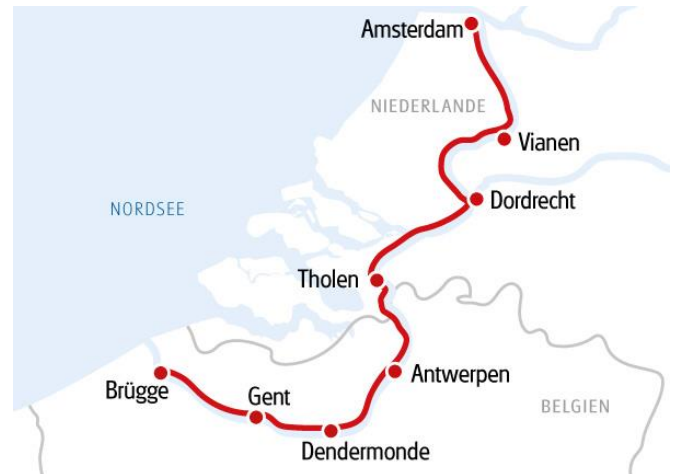 Amsterdam
NIEDERLANDE
Vianen
Dordrecht
NORDSEE
Tholen
Antwerpen
Brügge
Gent
BELGIEN
Dendermonde